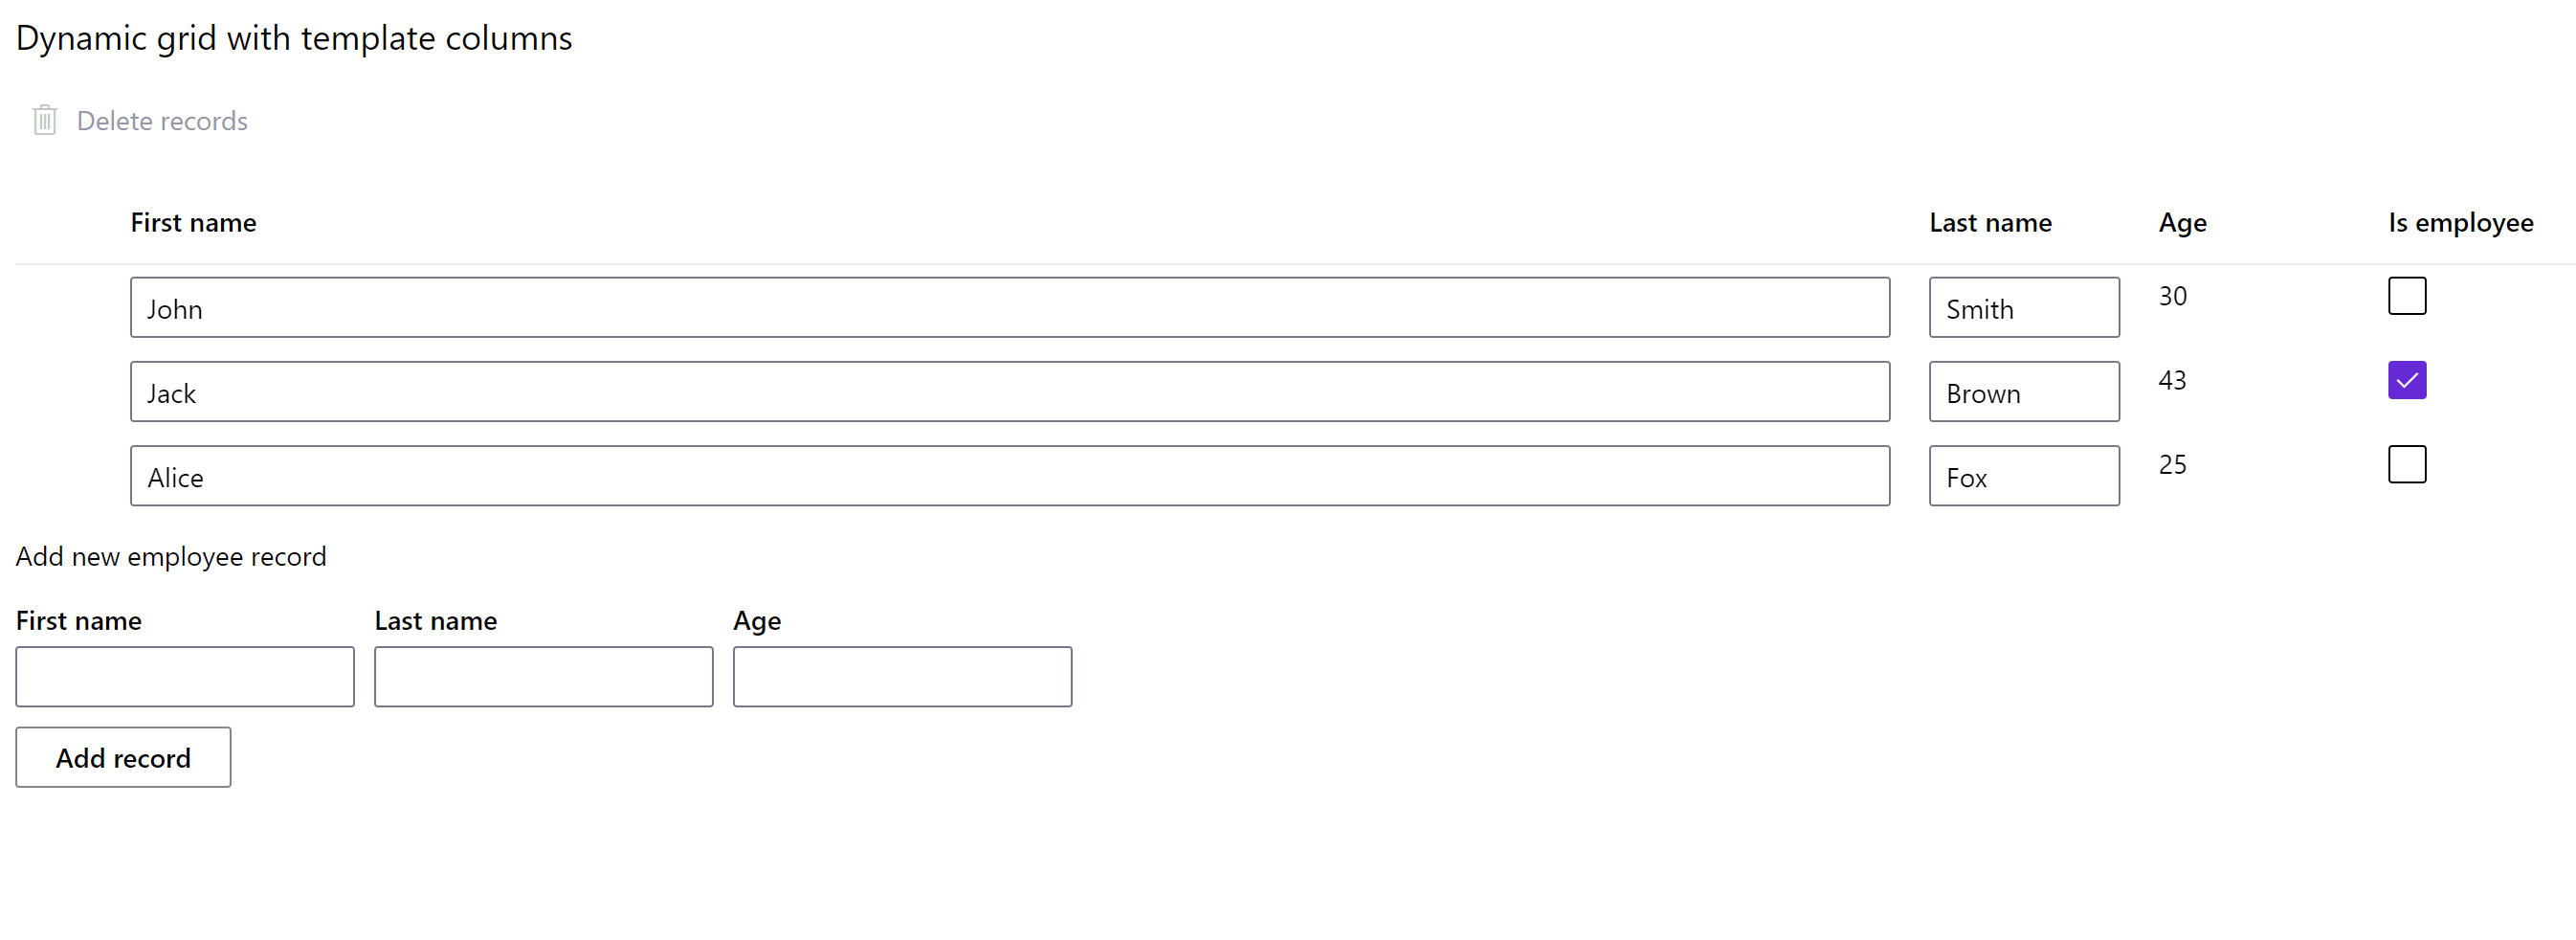 Dynamic grid with template columns
Delete records
First name Last name Age Is employee
John Smith 30
Jack Brown 43
Alice Fox 25
Add new employee record
First name Last name Age
Add record